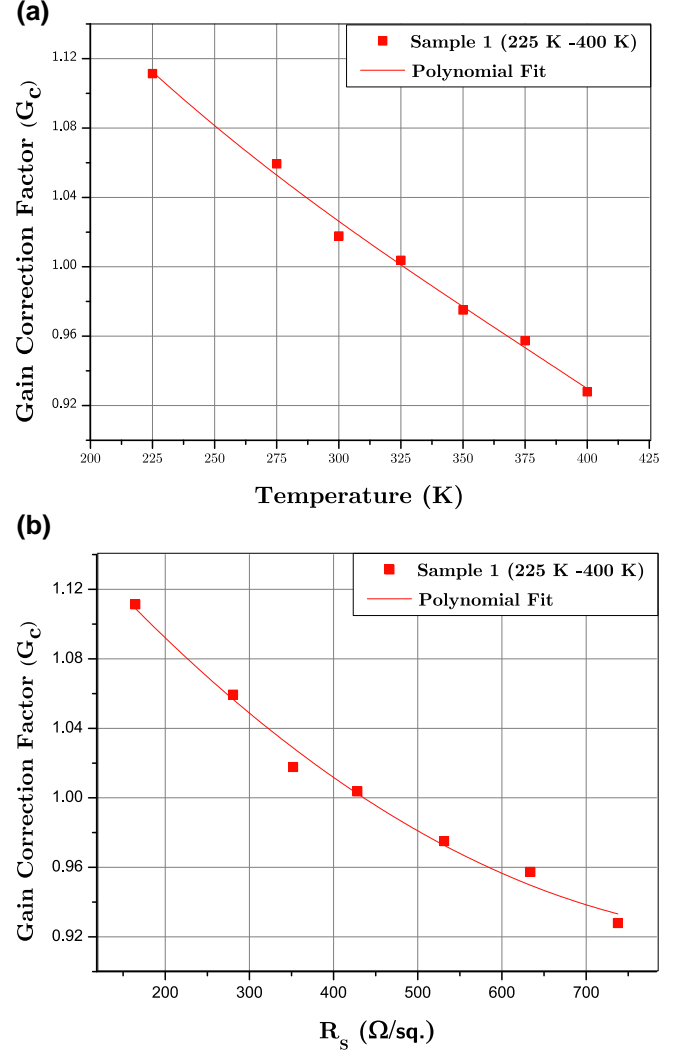 (a)
Sample 1 (225 K -400 K)
Polynomial Fit
Gain Correction Factor (GC)
1.12
1.08
1.04
1.00
0.96
0.92
200 225 250 275 300 325 350 375 400 425
Temperature (K)
(b)
Sample 1 (225 K -400 K)
Polynomial Fit
Gain Correction Factor (GC)
1.12
1.08
1.04
1.00
0.96
0.92
200 300 400 500 600 700
Rs (Ω/sq.)